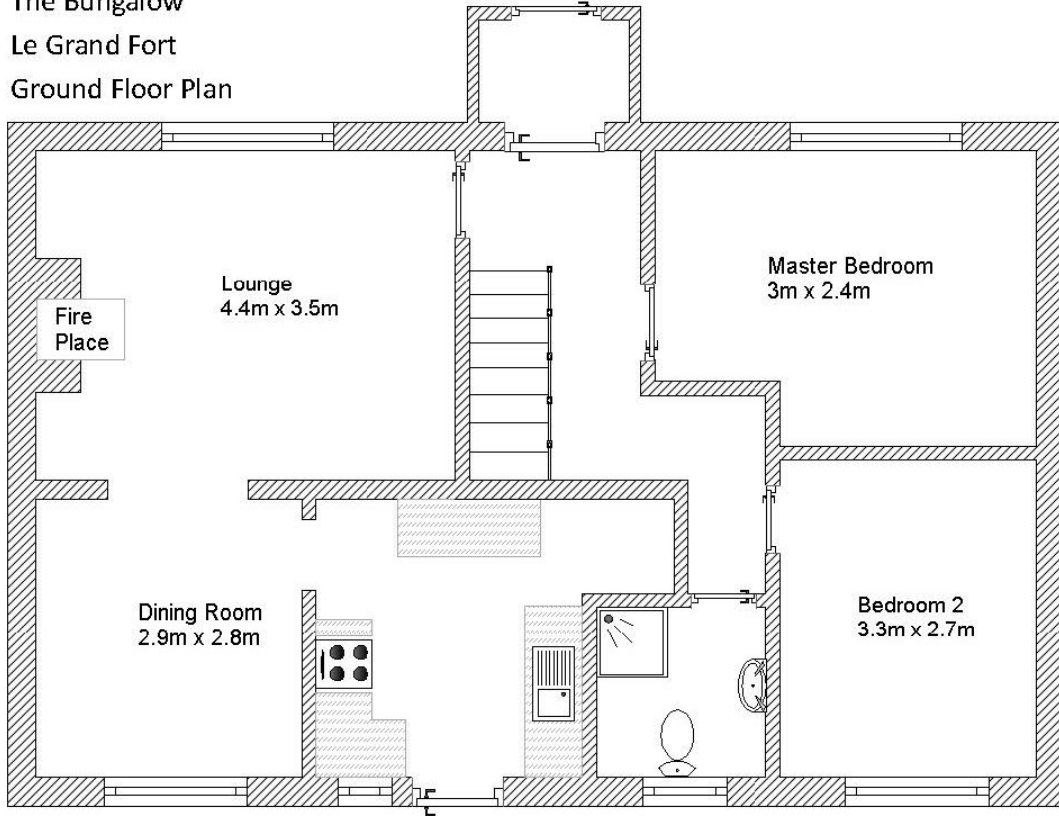 The Bungalow
Le Grand Fort
Ground Floor Plan
Lounge
4.4m x 3.5m
Fire
Place
Master Bedroom
3m x 2.4m
Dining Room
2.9m x 2.8m
Bedroom 2
3.3m x 2.7m